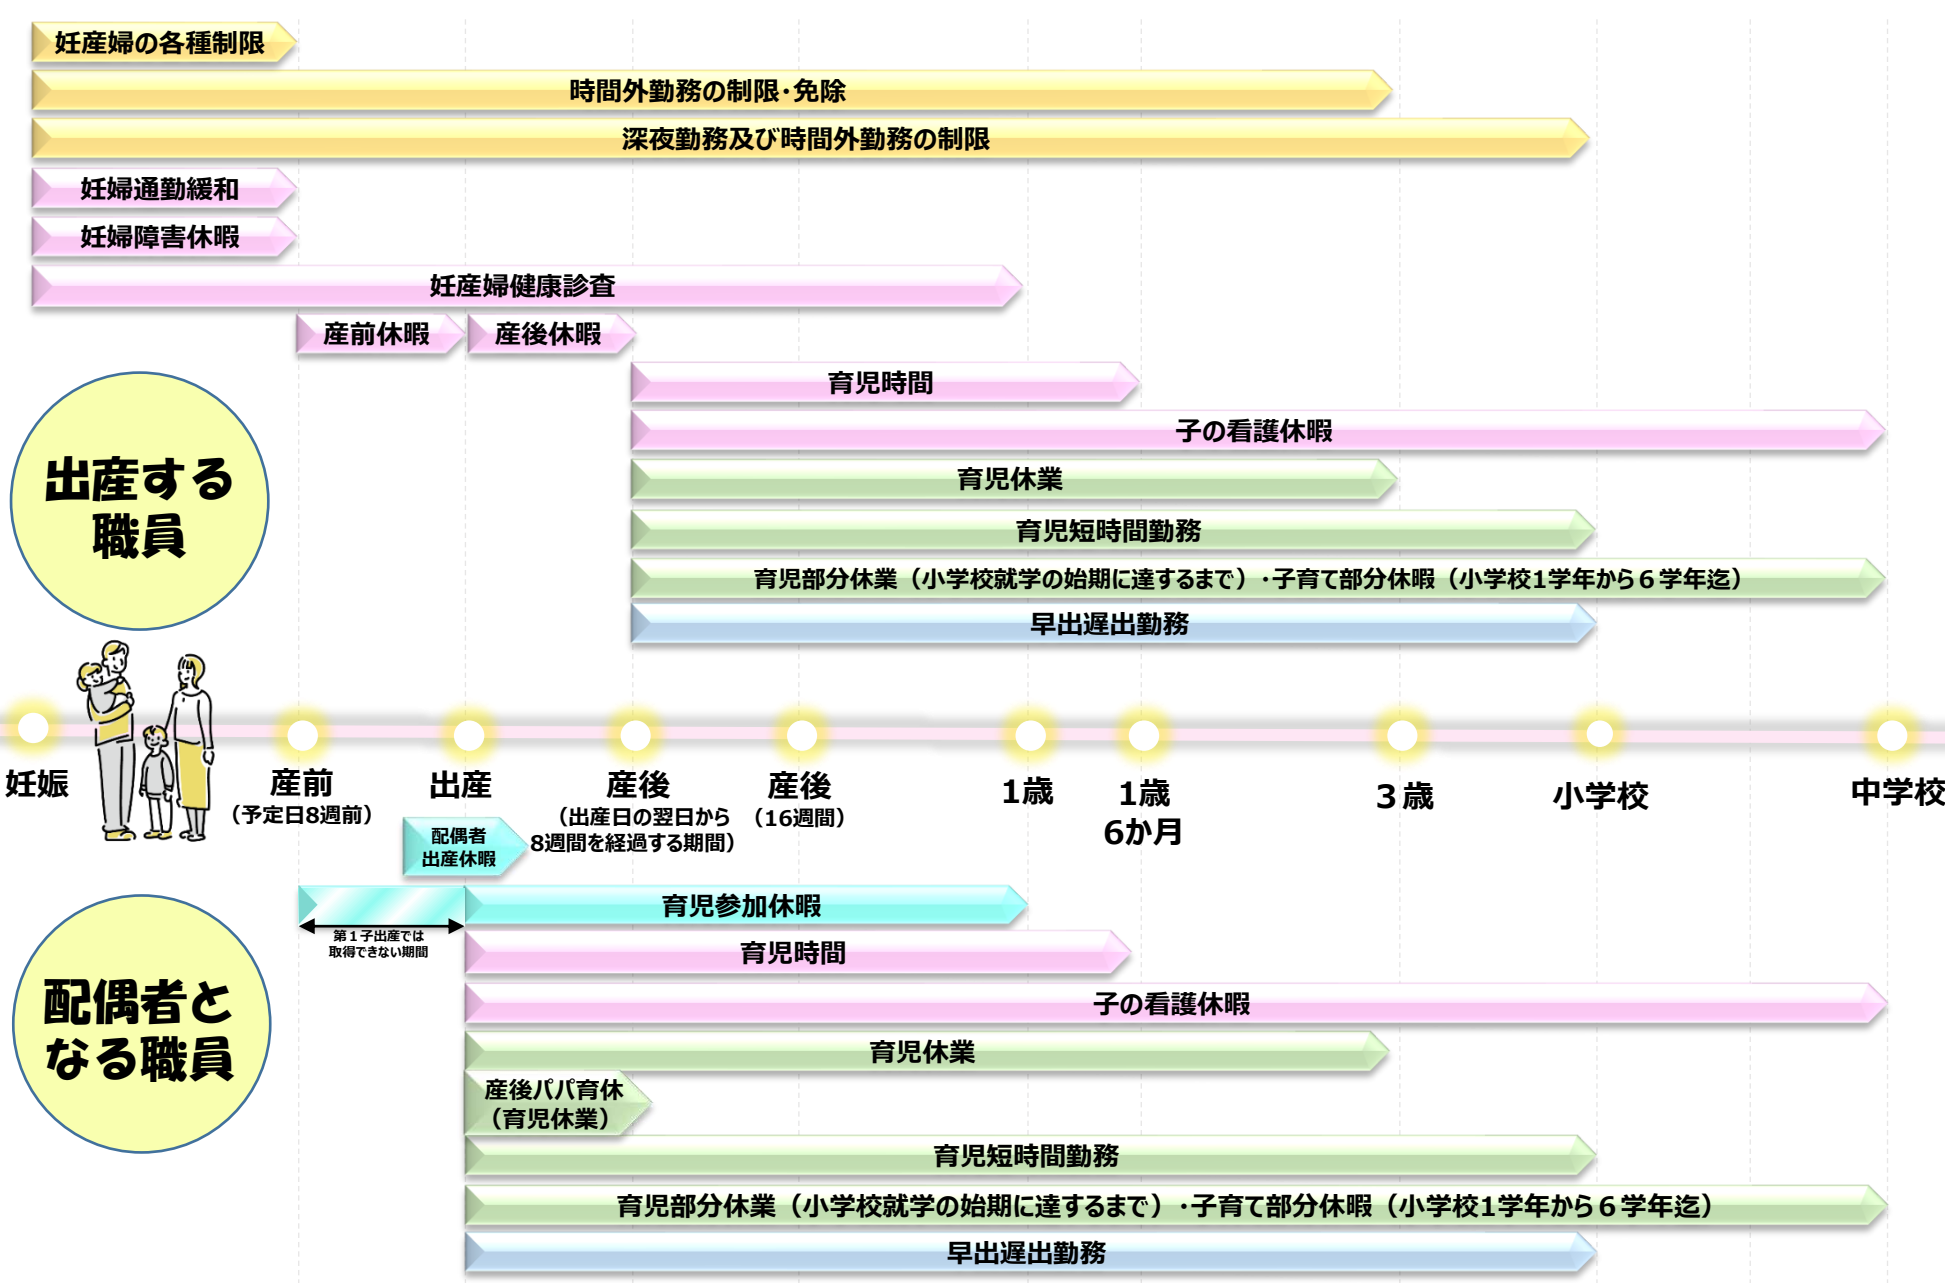 妊産婦の各種制限
時間外勤務の制限・免除
深夜勤務及び時間外勤務の制限
妊婦通勤緩和
妊婦障害休暇
妊産婦健康診査
産前休暇
産後休暇
育児時間
子の看護休暇
育児休業
育児短時間勤務
育児部分休業（小学校就学の始期に達するまで）・子育て部分休暇（小学校1学年から６学年迄）
早出遅出勤務
出産する
職員
妊娠
産前
（予定日8週前）
出産
産後
（出産日の翌日から
8週間を経過する期間）
産後
（16週間）
1歳
1歳
6か月
３歳
小学校
中学校
配偶者
出産休暇
育児参加休暇
第１子出産では
取得できない期間
育児時間
子の看護休暇
育児休業
産後パパ育休
（育児休業）
育児短時間勤務
育児部分休業（小学校就学の始期に達するまで）・子育て部分休暇（小学校1学年から６学年迄）
早出遅出勤務
配偶者と
なる職員